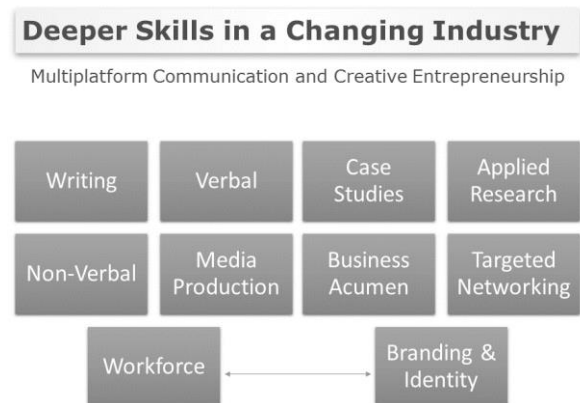 Deeper Skills in a Changing Industry
Multiplatform Communication and Creative Entrepreneurship
Writing
Verbal
Case
Studies
Applied
Research
Non-Verbal
Media
Production
Business
Acumen
Targeted
Networking
Workforce
Branding &
Identity